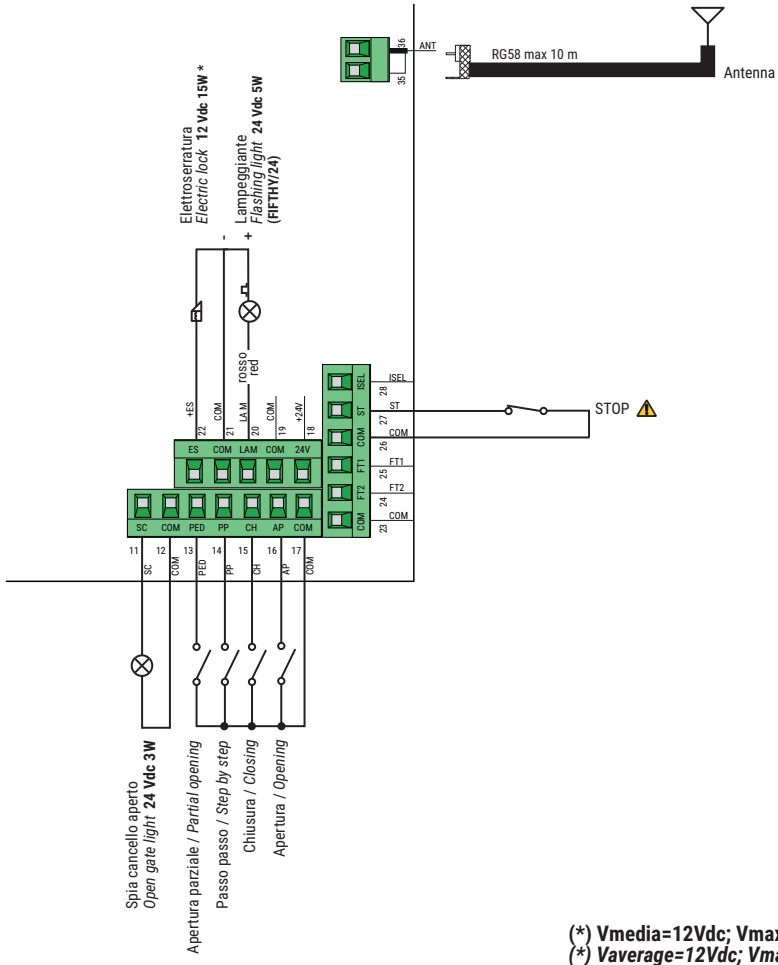 36
ANT
35
RG58 max 10 m
Antenna
Elettroserratura
Electric lock 12 Vdc 15W *
-
+
Lampeggiante
Flashing light 24 Vdc 5W
(FIFTHY/24)
rosso
red
+ES
COM
LAM
COM
+24V
22
21
20
19
18
ES COM LAM COM 24V
ISEL
28
ISEL
ST
27
ST
COM
26
COM
FT1
25
FT1
FT2
24
FT2
COM
23
COM
STOP
SC COM PED PP CH AP COM
11 12 13 14 15 16 17
SC
COM
PED
PP
CH
AP
COM
Spia cancello aperto
Open gate light 24 Vdc 3W
Apertura parziale / Partial opening
Passo passo / Step by step
Chiusura / Closing
Apertura / Opening
(*) Vmedia=12Vdc; Vmax
(*) Vaverage=12Vdc; Vma